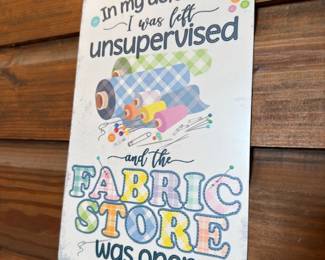 In my
I was left
unsupervised
and the
FABRIC
STORE
was open